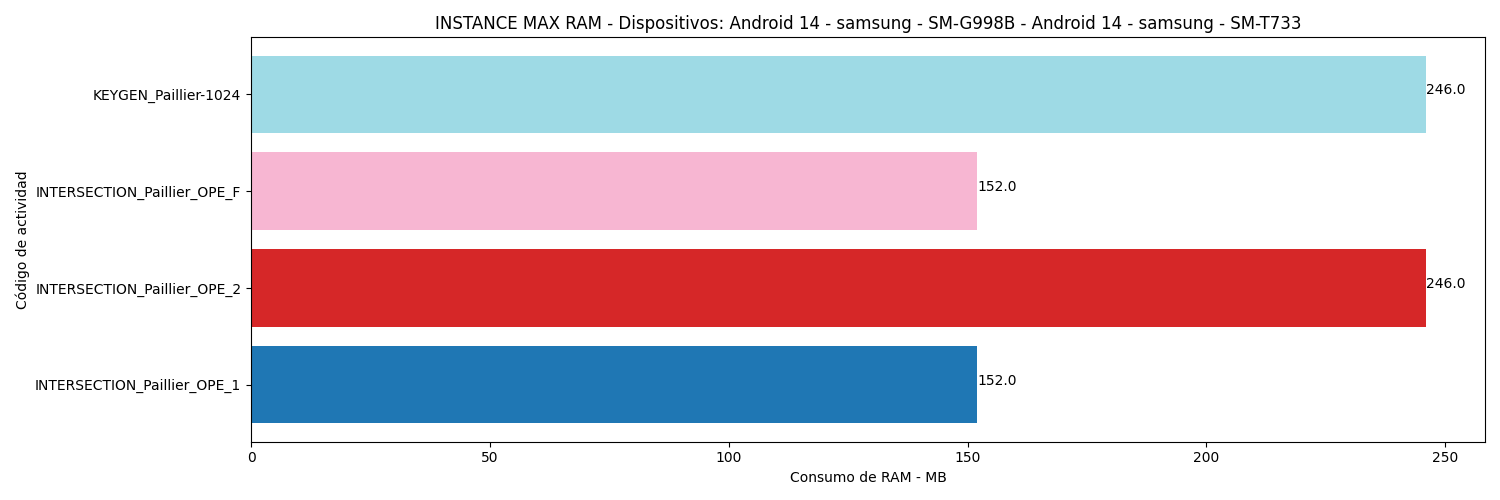 INSTANCE MAX RAM - Dispositivos: Android 14 - samsung - SM-G998B - Android 14 - samsung - SM-T733
Código de actividad
KEYGEN_Paillier-1024
246.0
INTERSECTION_Paillier_OPE_F
152.0
INTERSECTION_Paillier_OPE_2
246.0
INTERSECTION_Paillier_OPE_1
152.0
0 50 100 150 200 250
Consumo de RAM - MB